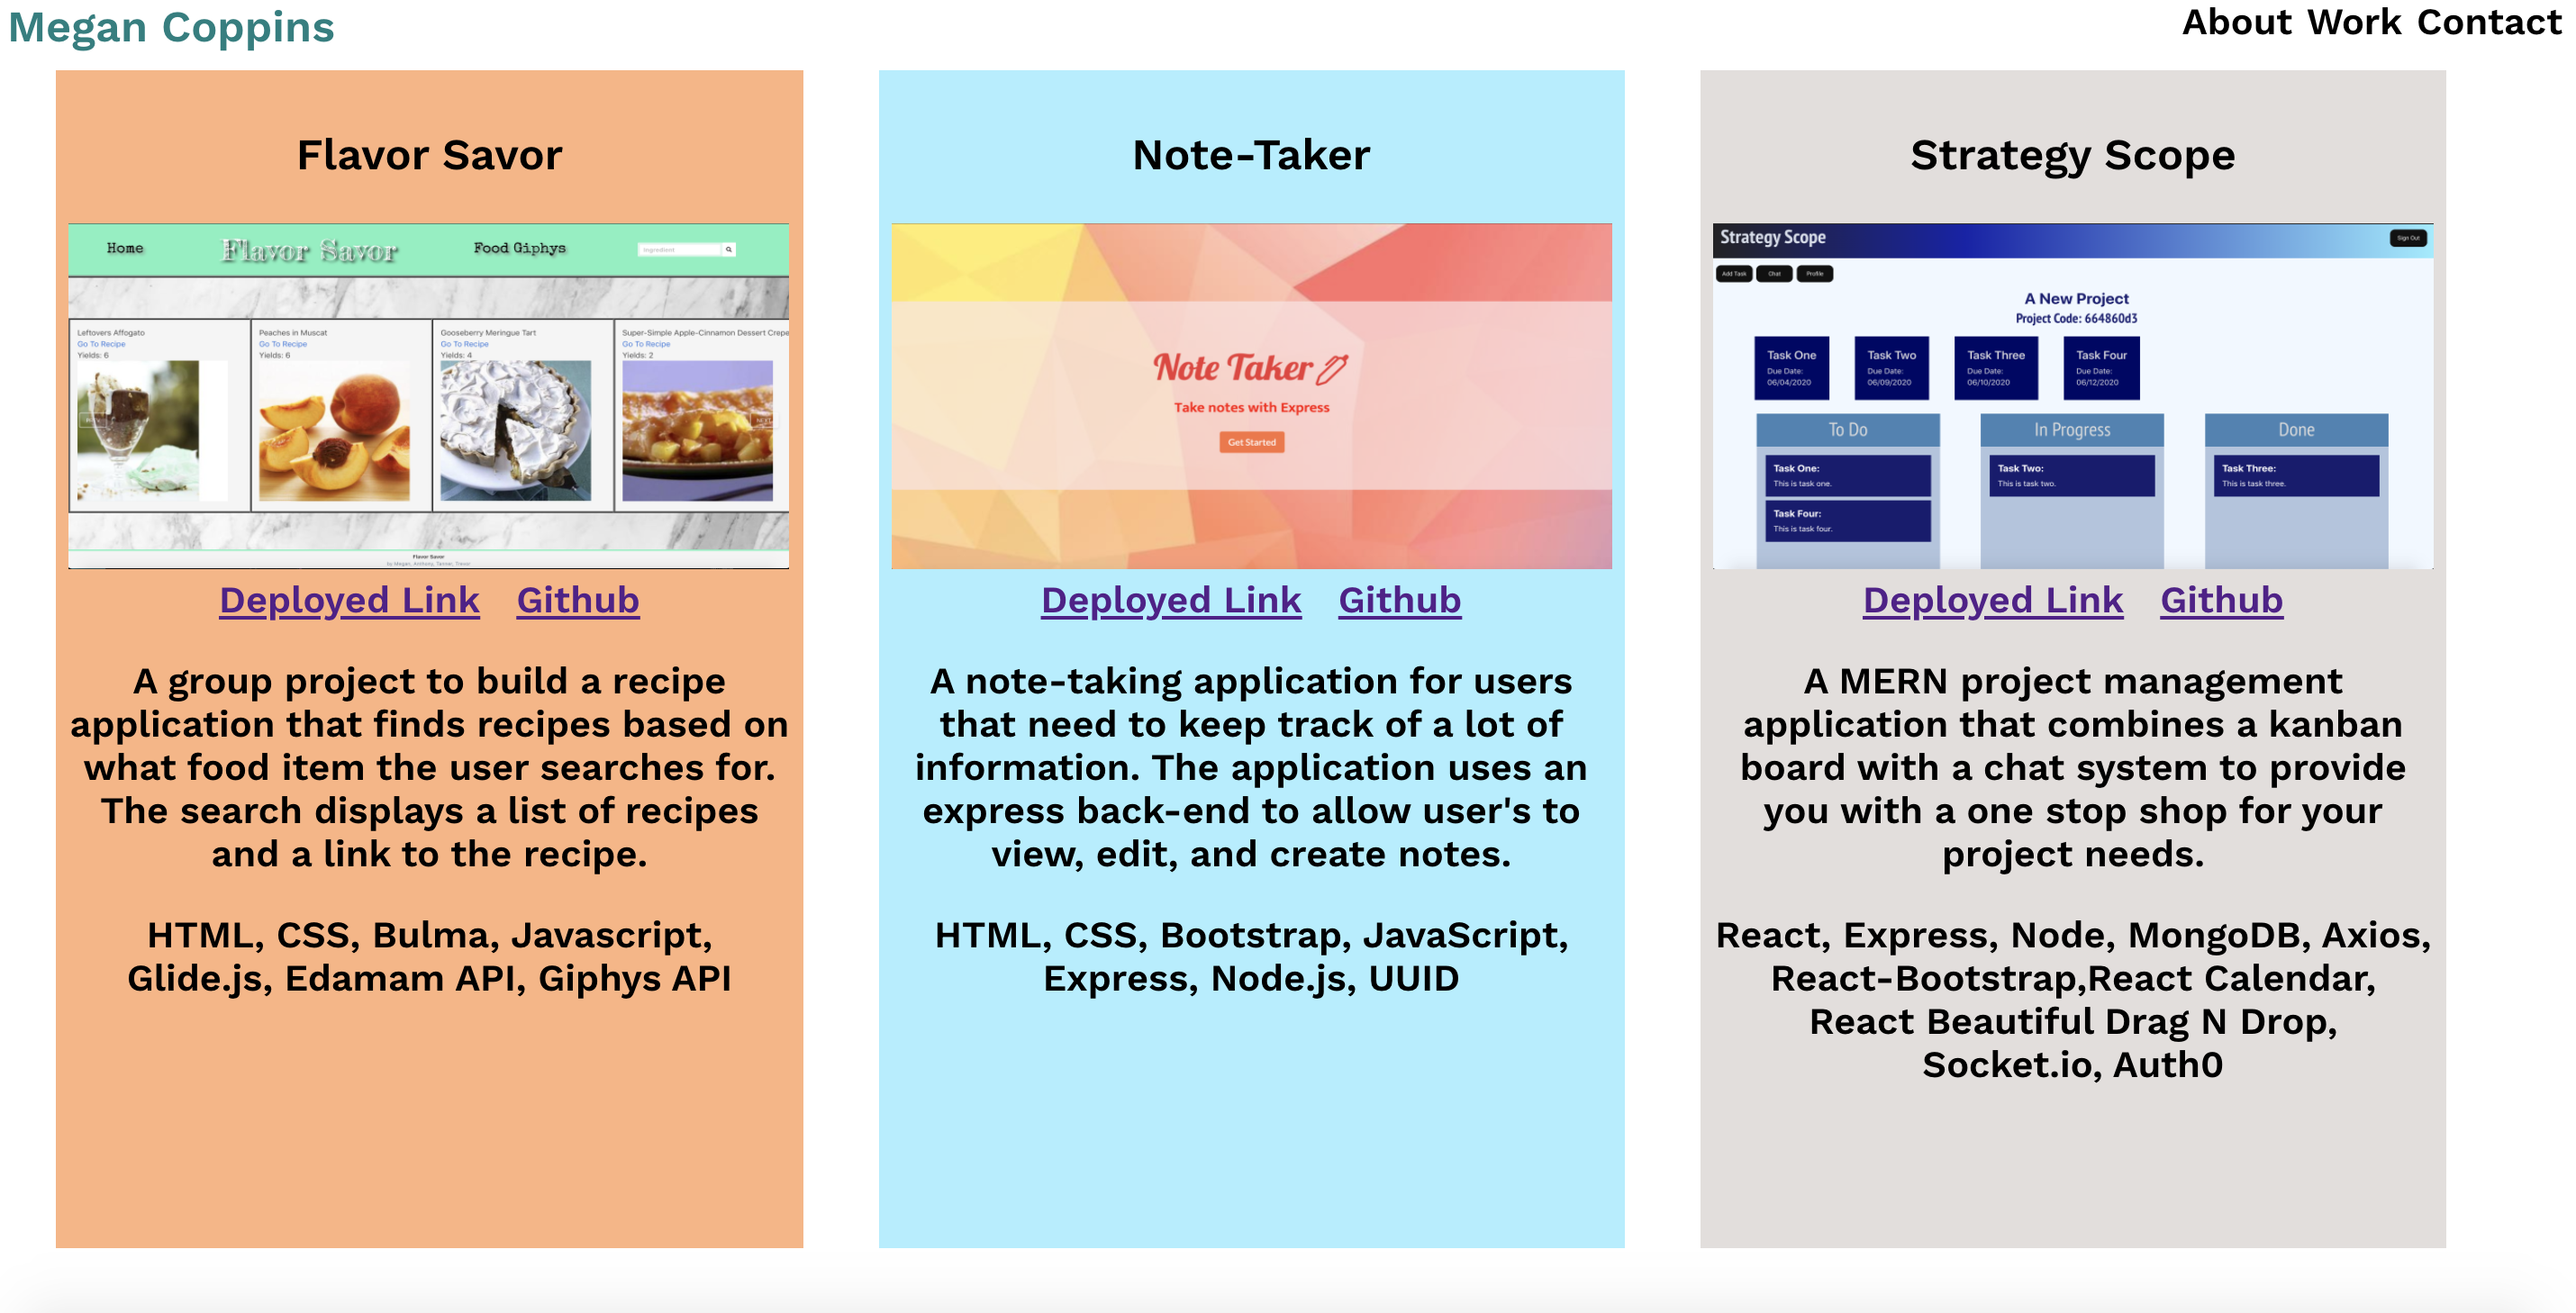 Megan Coppins
About Work Contact
Flavor Savor
Home
Flavor Savor
Food Giphys
Ingredient
Leftovers Affogato
Go To Recipe
Yields: 6
Peaches in Muscat
Go To Recipe
Yields: 6
Gooseberry Meringue Tart
Go To Recipe
Yields: 4
Super-Simple Apple-Cinnamon Dessert Crepe
Go To Recipe
Yields: 2
Flavor Savor
by Megan, Anthony, Tanner, Trevor
Deployed Link Github
A group project to build a recipe
application that finds recipes based on
what food item the user searches for.
The search displays a list of recipes
and a link to the recipe.
HTML, CSS, Bulma, Javascript,
Glide.js, Edamam API, Giphys API
Note-Taker
Note Taker
Take notes with Express
Get Started
Deployed Link Github
A note-taking application for users
that need to keep track of a lot of
information. The application uses an
express back-end to allow user's to
view, edit, and create notes.
HTML, CSS, Bootstrap, JavaScript,
Express, Node.js, UUID
Strategy Scope
Strategy Scope
Sign Out
Add Task Chat Profile
A New Project
Project Code: 664860d3
Task One
Due Date:
06/04/2020
Task Two
Due Date:
06/09/2020
Task Three
Due Date:
06/10/2020
Task Four
Due Date:
06/12/2020
To Do
Task One:
This is task one.
Task Four:
This is task four.
In Progress
Task Two:
This is task two.
Done
Task Three:
This is task three.
Deployed Link Github
A MERN project management
application that combines a kanban
board with a chat system to provide
you with a one stop shop for your
project needs.
React, Express, Node, MongoDB, Axios,
React-Bootstrap,React Calendar,
React Beautiful Drag N Drop,
Socket.io, Auth0